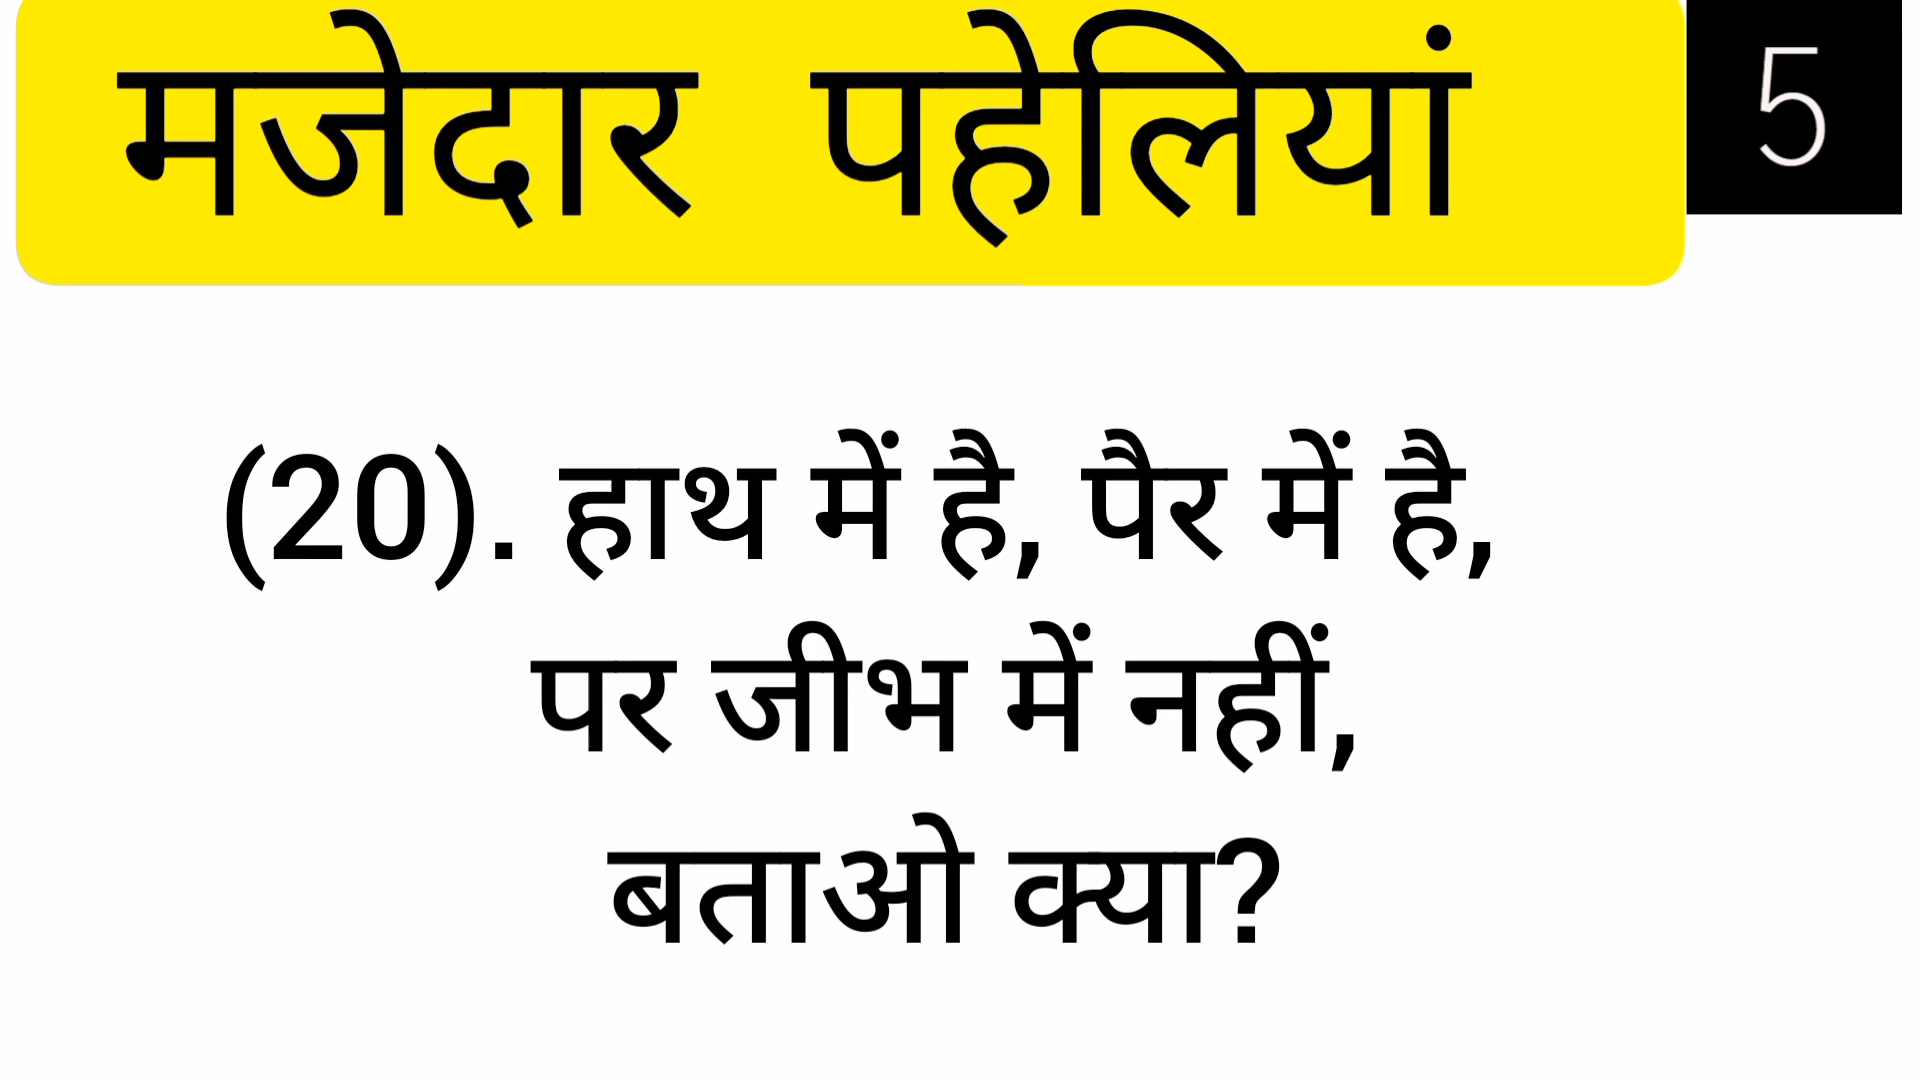 मजेदार पहेलियां
5
(20). हाथ में है, पैर में है,
पर जीभ में नहीं,
बताओ क्या?